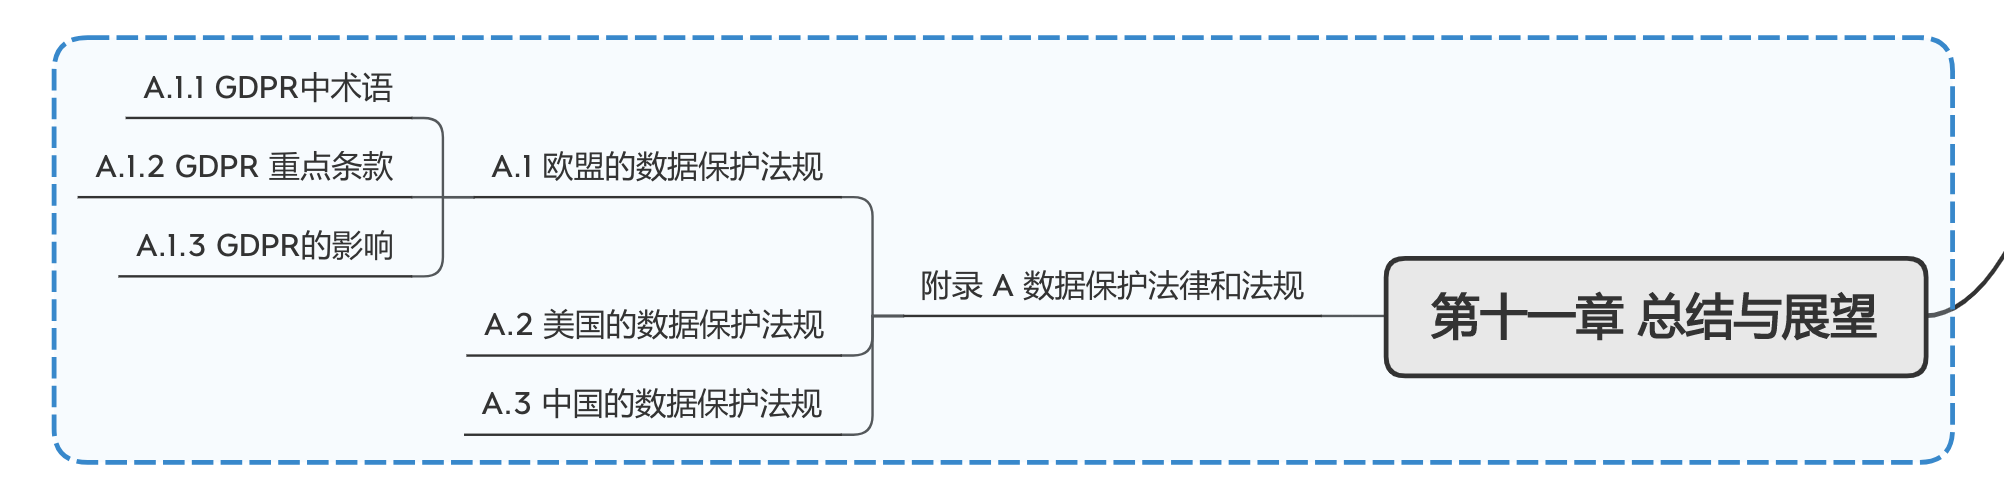 A.1.1 GDPR中术语
A.1.2 GDPR 重点条款
A.1.3 GDPR的影响
A.1 欧盟的数据保护法规
A.2 美国的数据保护法规
A.3 中国的数据保护法规
附录 A 数据保护法律和法规
第十一章 总结与展望